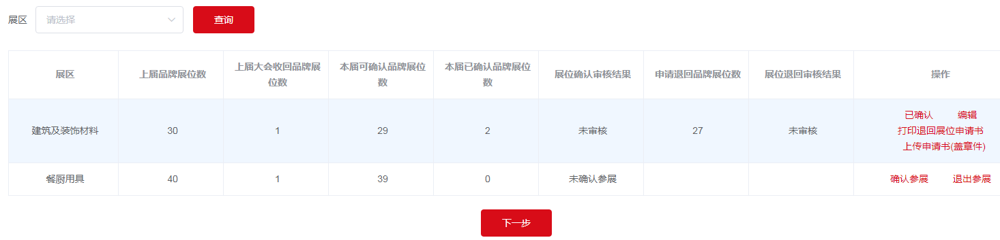 展区 请选择 查询
展区 上届品牌展位数 上届大会收回品牌展位数 本届可确认品牌展位数 本届已确认品牌展位数 展位确认审核结果 申请退回品牌展位数 展位退回审核结果 操作
建筑及装饰材料 30 1 29 2 未审核 27 未审核 已确认 编辑
打印退回展位申请书
上传申请书(盖章件)
餐厨用具 40 1 39 0 未确认参展 确认参展 退出参展
下一步